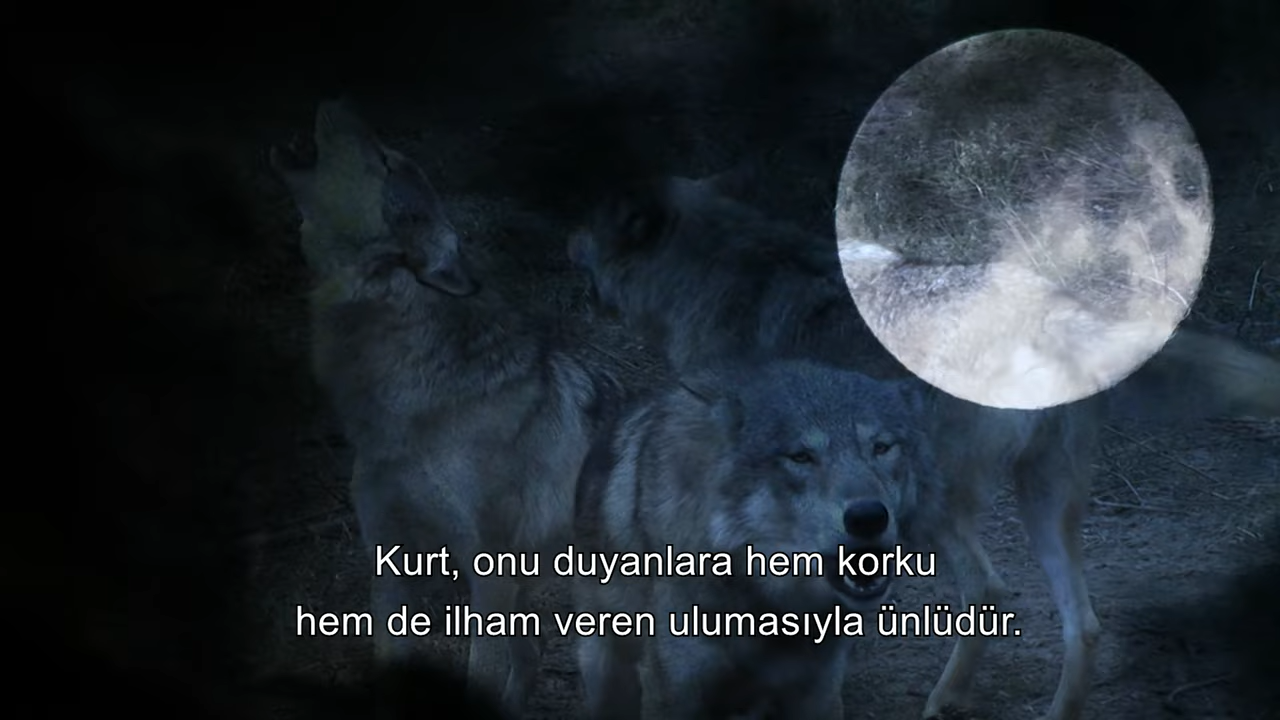 Kurt, onu duyanlara hem korku
hem de ilham veren ulumasıyla ünlüdür.